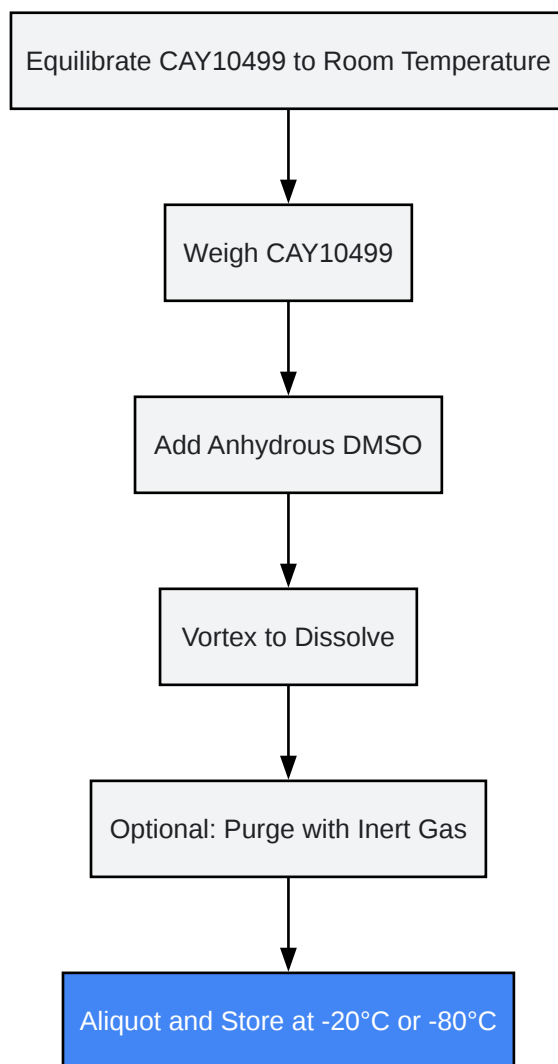 Equilibrate CAY10499 to Room Temperature
Weigh CAY10499
Add Anhydrous DMSO
Vortex to Dissolve
Optional: Purge with Inert Gas
Aliquot and Store at -20°C or -80°C